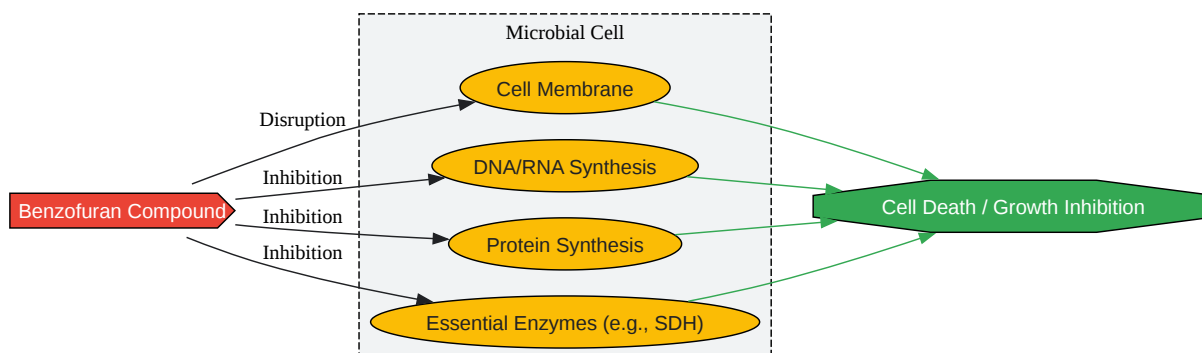 Microbial Cell
Cell Membrane
Disruption
DNA/RNA Synthesis
Inhibition
Benzofuran Compound
Cell Death / Growth Inhibition
Inhibition
Protein Synthesis
Inhibition
Essential Enzymes (e.g., SDH)